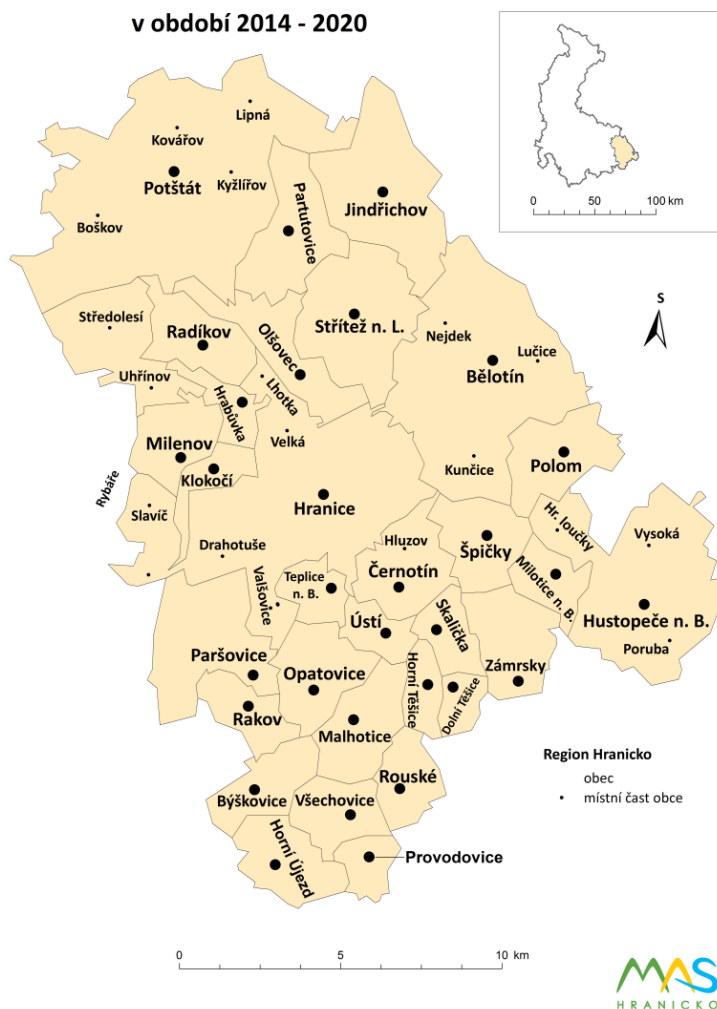 v období 2014 - 2020
Lipná
Kovářov
Potštát
Kyžlířov
Partutovice
Jindřichov
Boškov
0
50
100 km
S
Středolesí
Radíkov
Olšovec
Střítež n. L.
Nejdek
Lučice
Bělotín
Uhřínov
Lhotka
Hrabůvka
Velká
Milenov
Klokočí
Kunčice
Polom
Rybáře
Hranice
Slavíč
Hr. loučky
Vysoká
Drahotuše
Hluzov
Špičky
Černotín
Teplice
n. B.
Valšovice
Milotice n. B.
Hustopeče n. B.
Poruba
Ústí
Skalička
Paršovice
Opatovice
Horní Těšice
Dolní Těšice
Zámrsky
Rakov
Malhotice
Rouské
Region Hranicko
obec
místní čast obce
Býškovice
Všechovice
Horní Újezd
Provodovice
0
5
10 km
MAS
HRANICKO